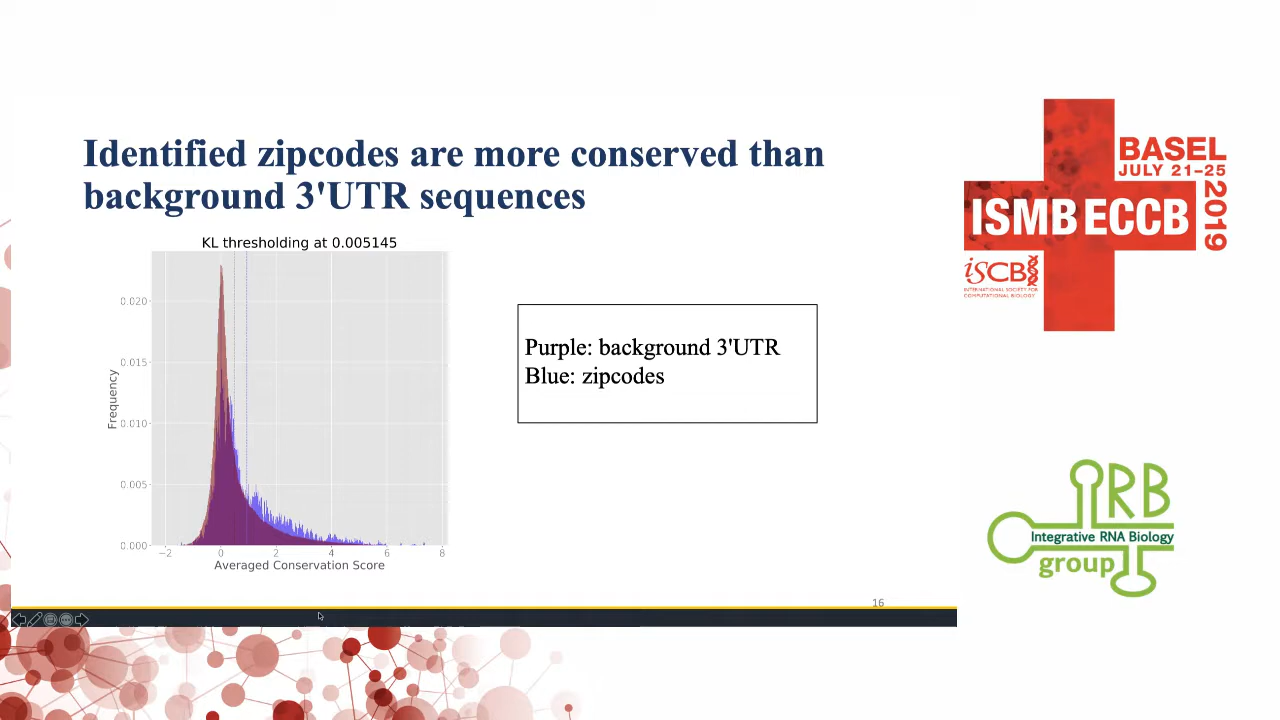 Identified zipcodes are more conserved than
background 3'UTR sequences
KL thresholding at 0.005145
Frequency
0.020
0.015
0.010
0.005
0.000
−2 0 2 4 6 8
Averaged Conservation Score
Purple: background 3'UTR
Blue: zipcodes
16
BASEL
JULY 21–25
2019
ISMB ECCB
iSCB
INTERNATIONAL SOCIETY FOR
COMPUTATIONAL BIOLOGY
IRB
Integrative RNA Biology
group